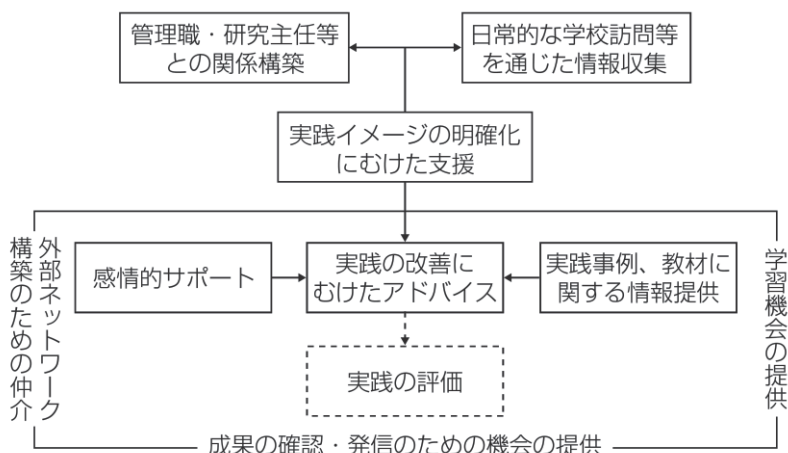 管理職・研究主任等
との関係構築
日常的な学校訪問等
を通じた情報収集
実践イメージの明確化
にむけた支援
外部ネットワーク
構築のための仲介
感情的サポート
実践の改善に
むけたアドバイス
実践事例、教材に
関する情報提供
学習機会の提供
実践の評価
成果の確認・発信のための機会の提供